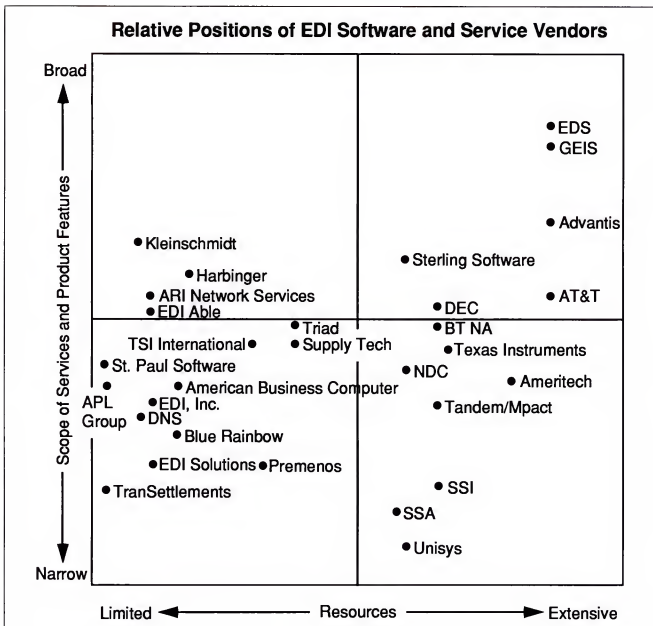 Relative Positions of EDI Software and Service Vendors
Broad
EDS
GEIS
Advantis
Kleinschmidt
Sterling Software
Harbinger
ARI Network Services
AT&T
EDI Able
DEC
Triad
BT NA
TSI International
Supply Tech
Texas Instruments
St. Paul Software
NDC
American Business Computer
Ameritech
APL
Group
EDI, Inc.
Tandem/Mpact
DNS
Blue Rainbow
EDI Solutions
Premenos
TranSettlements
SSI
SSA
Unisys
Scope of Services and Product Features
Narrow
Limited
Resources
Extensive